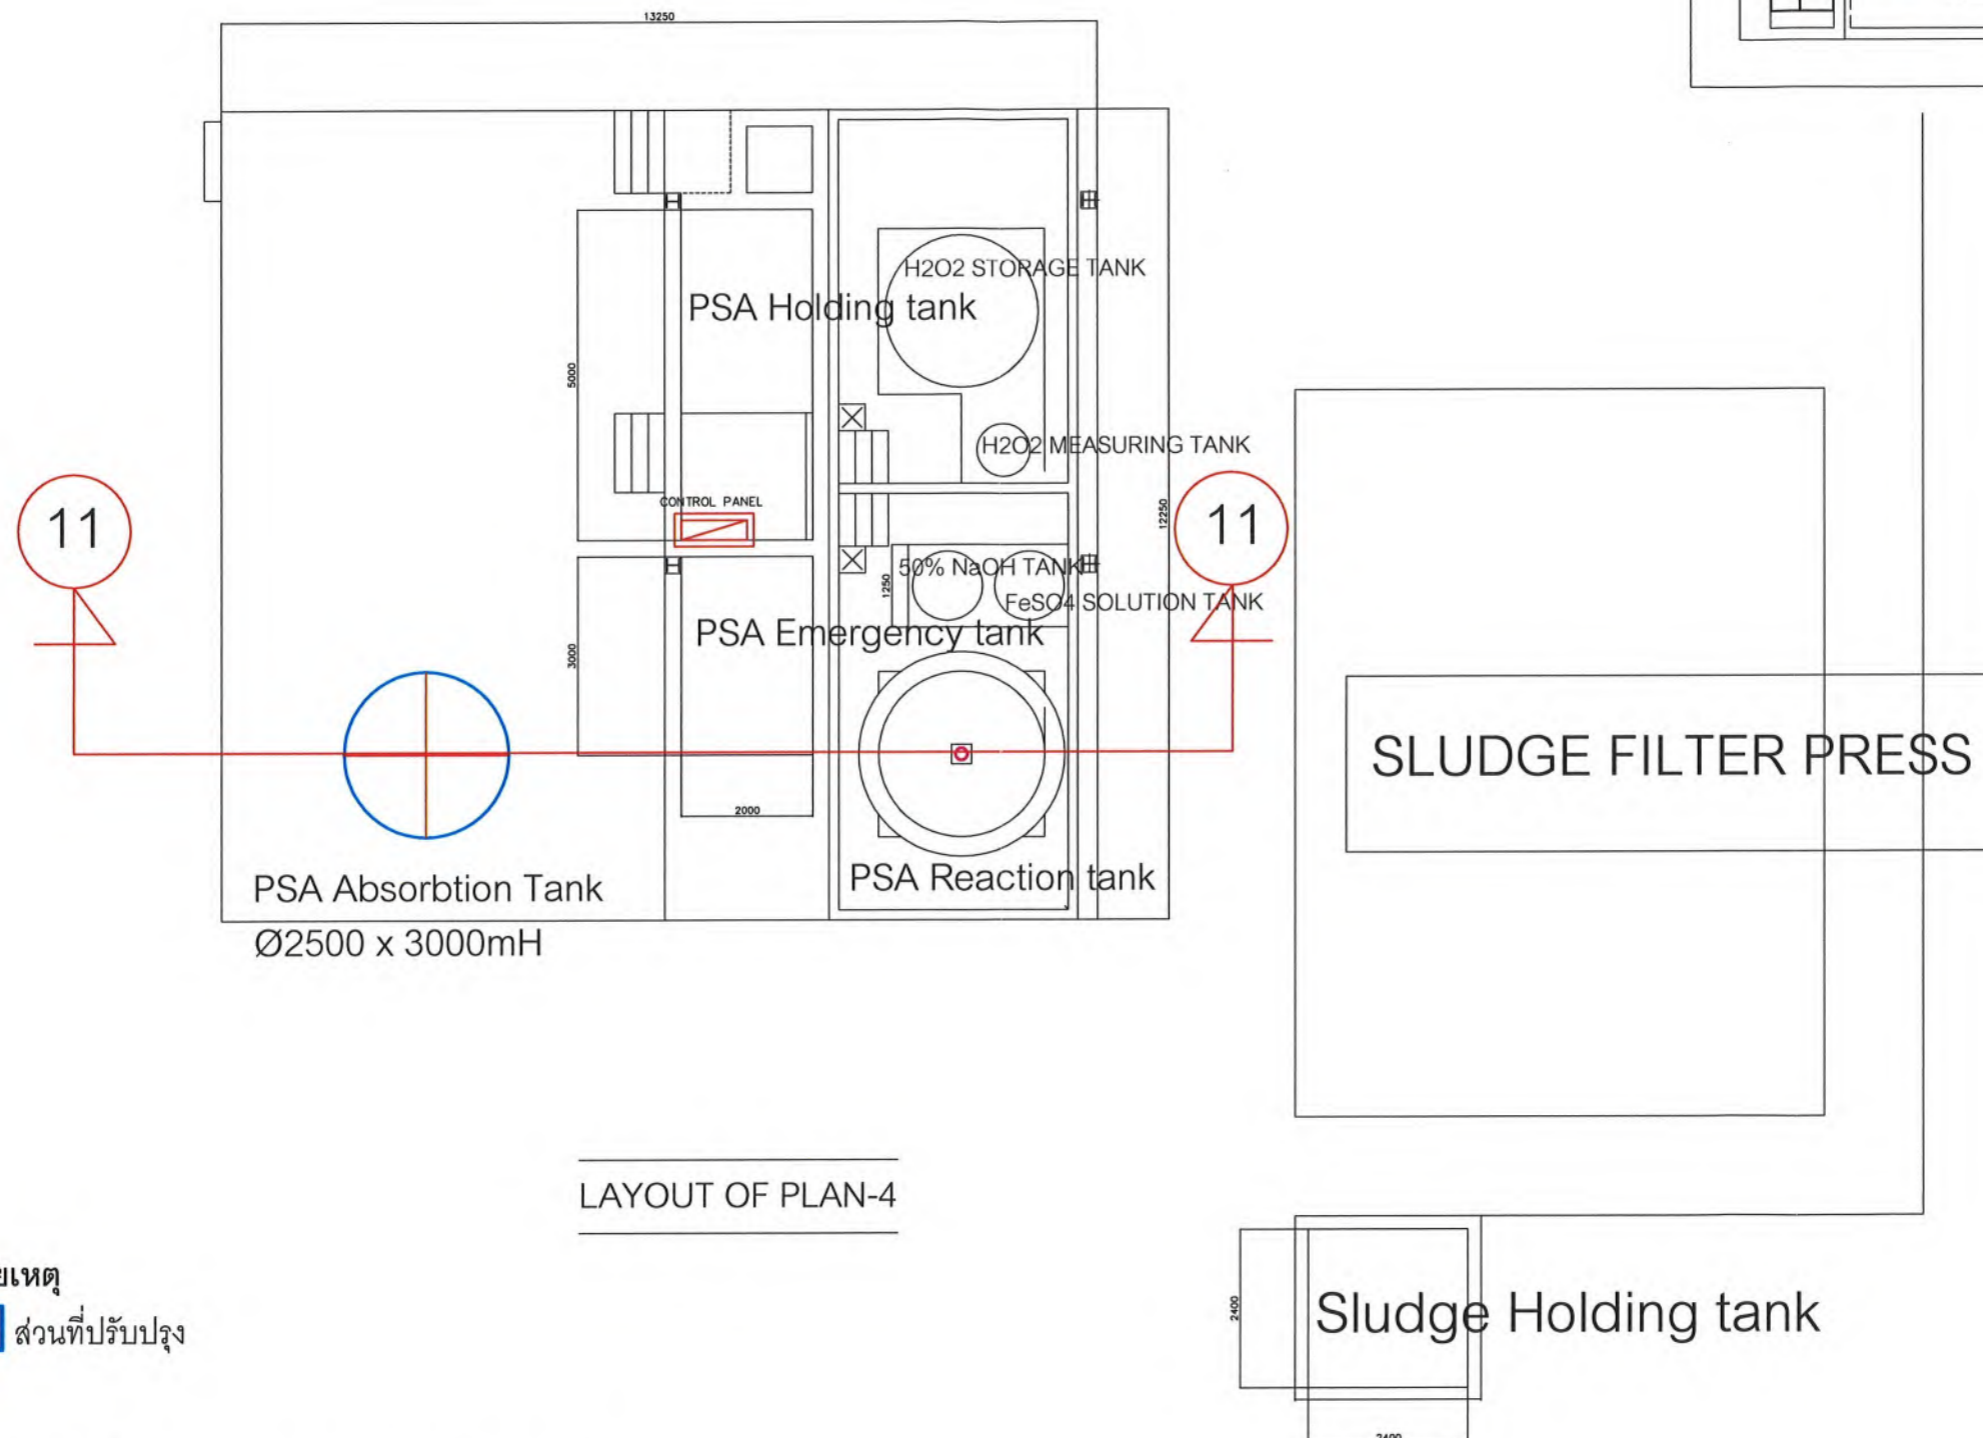 13250
H2O2 STORAGE TANK
PSA Holding tank
5000
H2O2 MEASURING TANK
CONTROL PANEL
11
11
12250
50% NaOH TANK
1250
FeSO4 SOLUTION TANK
PSA Emergency tank
3000
SLUDGE FILTER PRESS
2000
PSA Absorbtion Tank
Ø2500 x 3000mH
PSA Reaction tank
LAYOUT OF PLAN-4
ยเหตุ
ส่วนที่ปรับปรุง
2400
Sludge Holding tank
2400